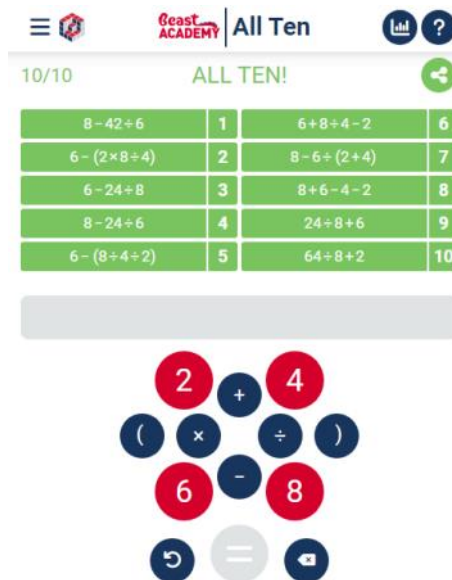 Beast ACADEMY All Ten ?
10/10 ALL TEN!
8−42÷6 1 6+8÷4−2 6
6−(2×8÷4) 2 8−6÷(2+4) 7
6−24÷8 3 8+6−4−2 8
8−24÷6 4 24÷8+6 9
6−(8÷4÷2) 5 64÷8+2 10
2 4
+
( × ÷ )
−
6 8
=